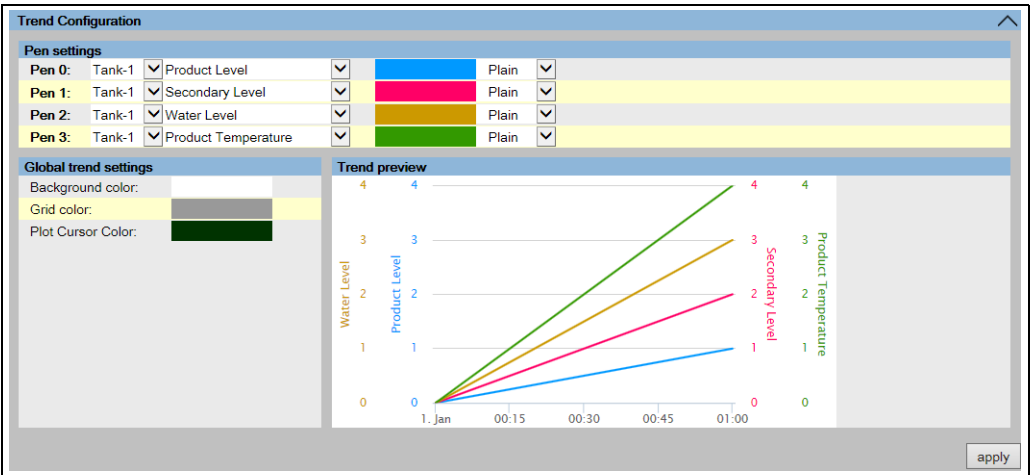 Trend Configuration
Pen settings
Pen 0: Tank-1 Product Level Plain
Pen 1: Tank-1 Secondary Level Plain
Pen 2: Tank-1 Water Level Plain
Pen 3: Tank-1 Product Temperature Plain
Global trend settings
Background color:
Grid color:
Plot Cursor Color:
Trend preview
4 4 4 4
3 3 3 3
2 2 2 2
1 1 1 1
0 0 0 0
Water Level
Product Level
Secondary Level
Product Temperature
1. Jan 00:15 00:30 00:45 01:00
apply